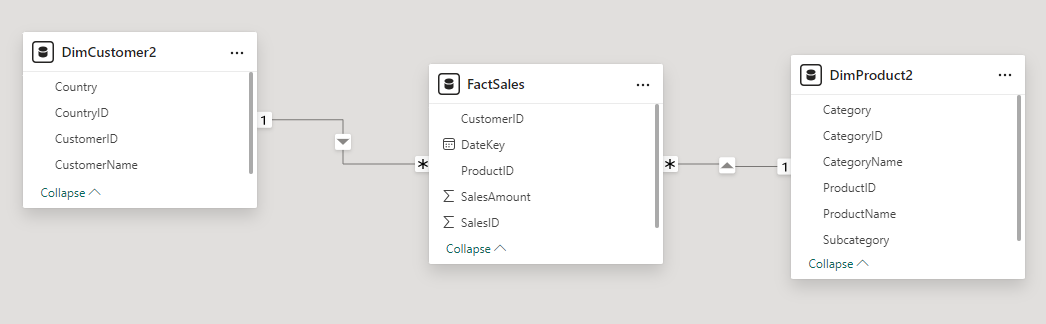 DimCustomer2
Country
CountryID
CustomerID
CustomerName
Collapse
1
*
FactSales
CustomerID
DateKey
ProductID
SalesAmount
SalesID
Collapse
*
1
DimProduct2
Category
CategoryID
CategoryName
ProductID
ProductName
Subcategory
Collapse